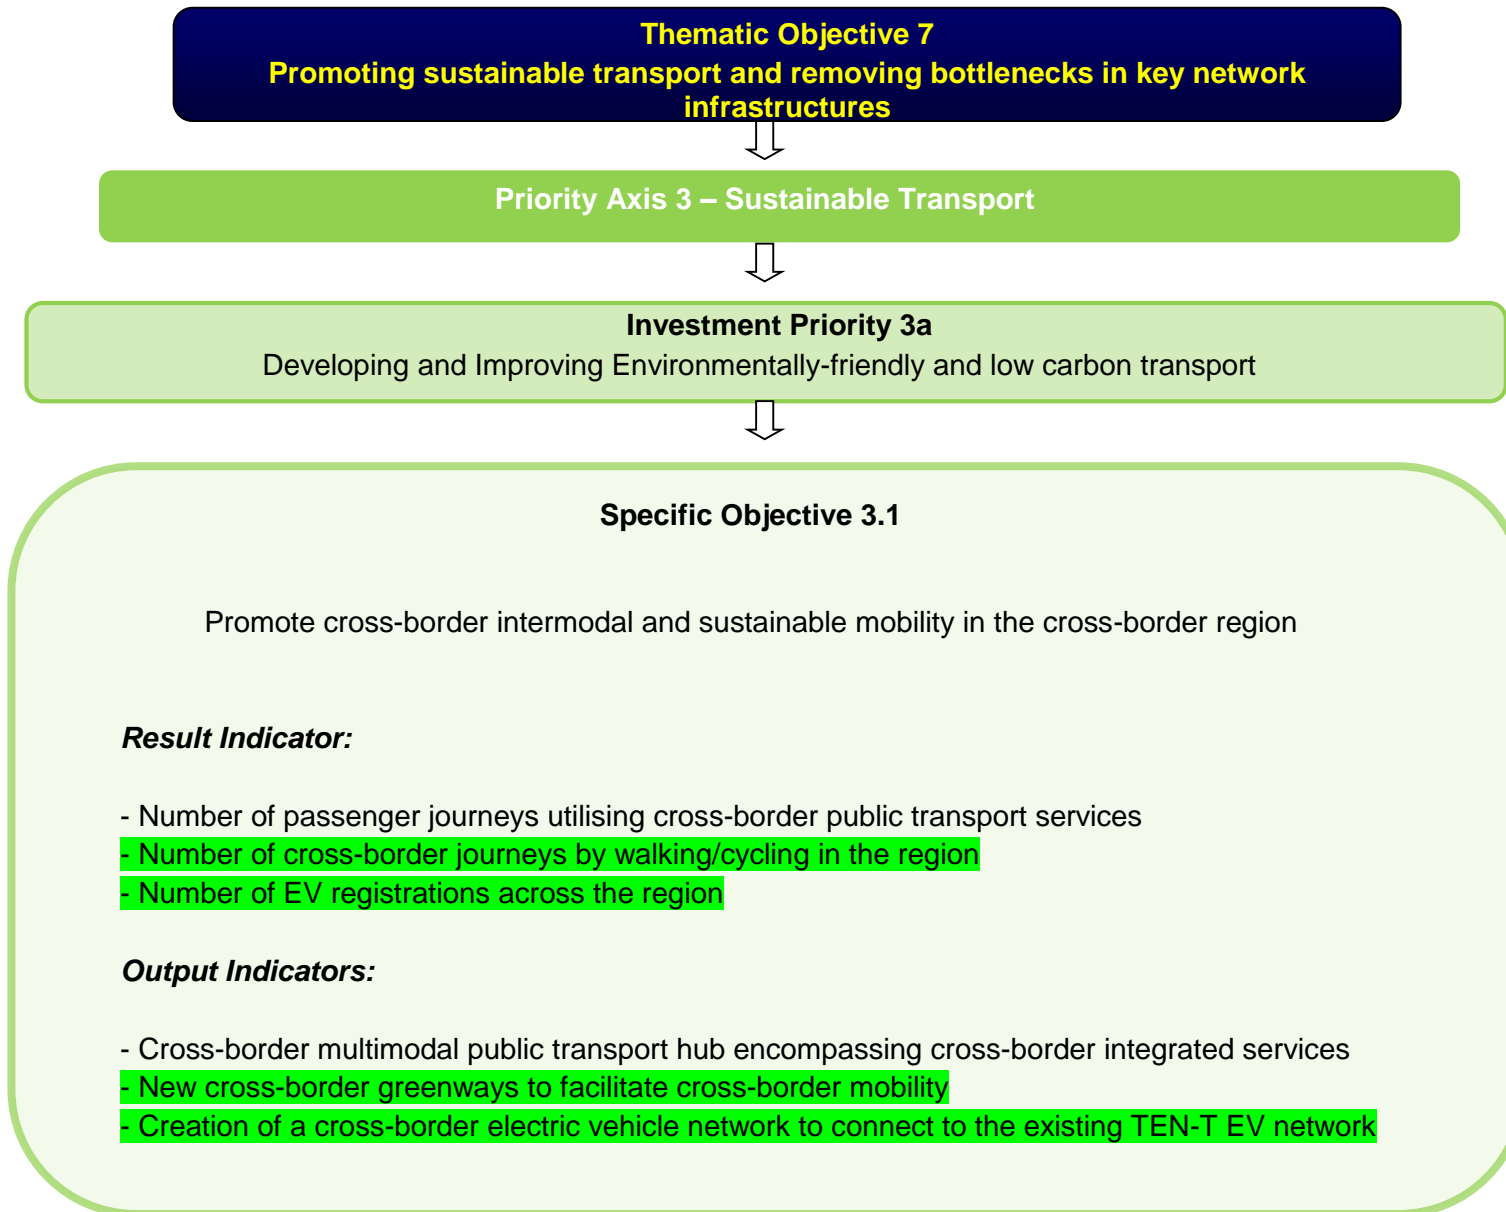 Thematic Objective 7
Promoting sustainable transport and removing bottlenecks in key network
infrastructures
Priority Axis 3 – Sustainable Transport
Investment Priority 3a
Developing and Improving Environmentally-friendly and low carbon transport
Specific Objective 3.1
Promote cross-border intermodal and sustainable mobility in the cross-border region
Result Indicator:
- Number of passenger journeys utilising cross-border public transport services
- Number of cross-border journeys by walking/cycling in the region
- Number of EV registrations across the region
Output Indicators:
- Cross-border multimodal public transport hub encompassing cross-border integrated services
- New cross-border greenways to facilitate cross-border mobility
- Creation of a cross-border electric vehicle network to connect to the existing TEN-T EV network